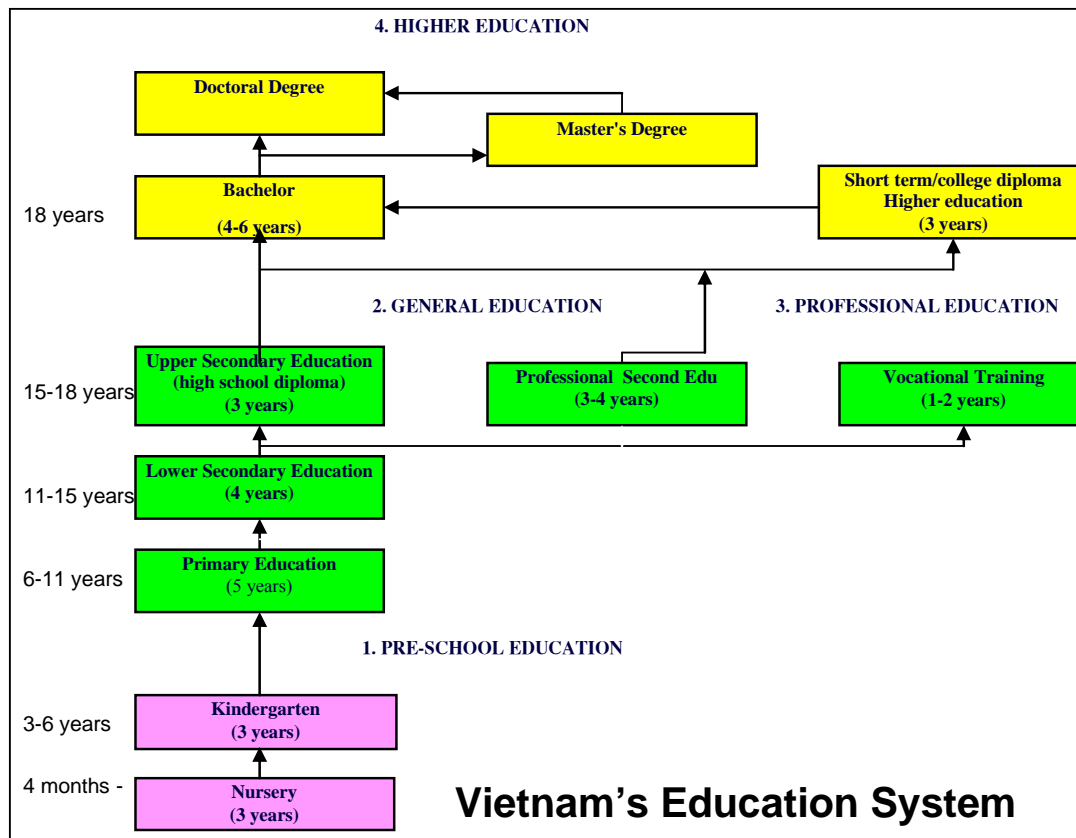 4. HIGHER EDUCATION
Doctoral Degree
Master's Degree
18 years
Bachelor
(4-6 years)
Short term/college diploma
Higher education
(3 years)
2. GENERAL EDUCATION
3. PROFESSIONAL EDUCATION
15-18 years
Upper Secondary Education
(high school diploma)
(3 years)
Professional Second Edu
(3-4 years)
Vocational Training
(1-2 years)
11-15 years
Lower Secondary Education
(4 years)
6-11 years
Primary Education
(5 years)
1. PRE-SCHOOL EDUCATION
3-6 years
Kindergarten
(3 years)
4 months -
Nursery
(3 years)
Vietnam’s Education System